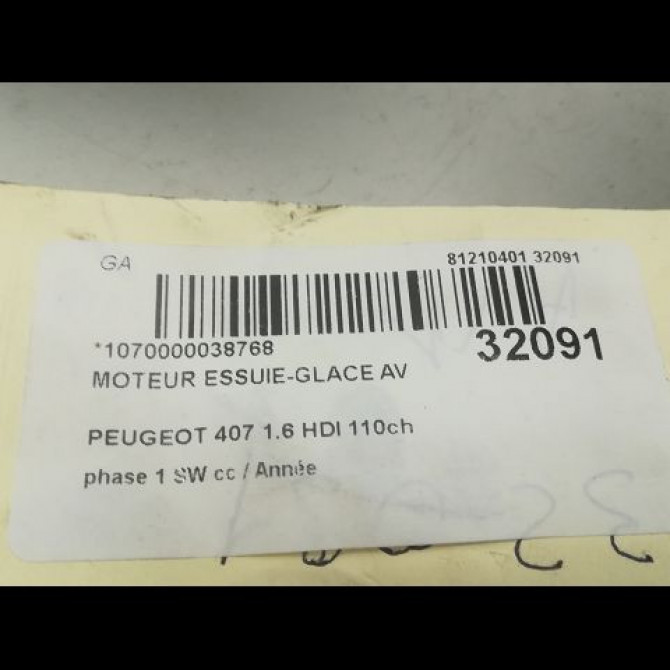 GA
81210401 32091
*1070000038768
32091
MOTEUR ESSUIE-GLACE AV
PEUGEOT 407 1.6 HDI 110ch
phase 1 SW cc / Année